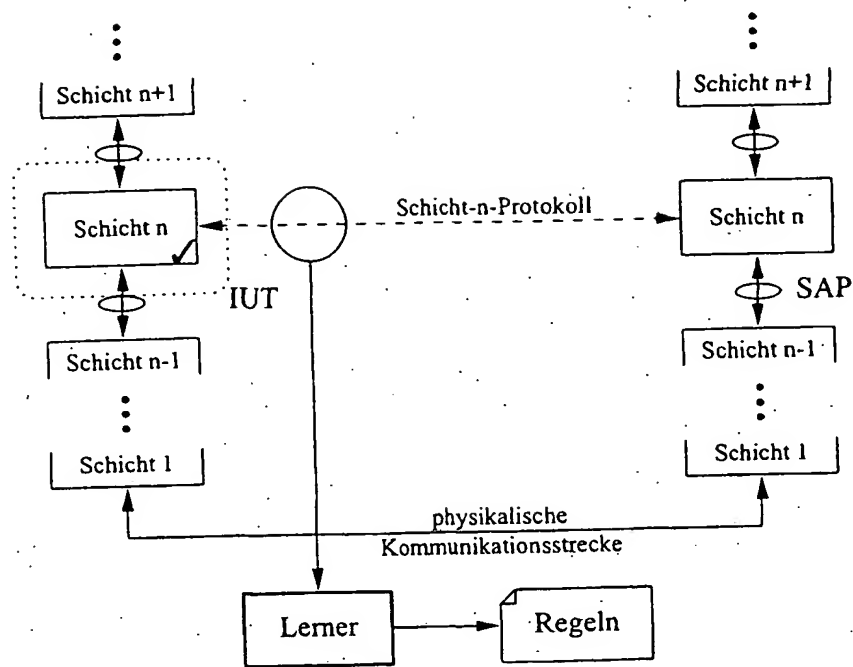 Schicht n+1
Schicht n+1
Schicht n
Schicht-n-Protokoll
Schicht n
IUT
SAP
Schicht n-1
Schicht n-1
Schicht 1
Schicht 1
physikalische
Kommunikationsstrecke
Lerner
Regeln